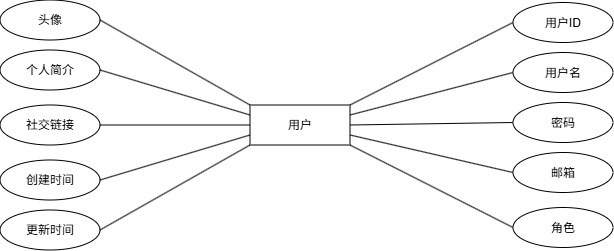 头像
个人简介
社交链接
创建时间
更新时间
用户
用户ID
用户名
密码
邮箱
角色